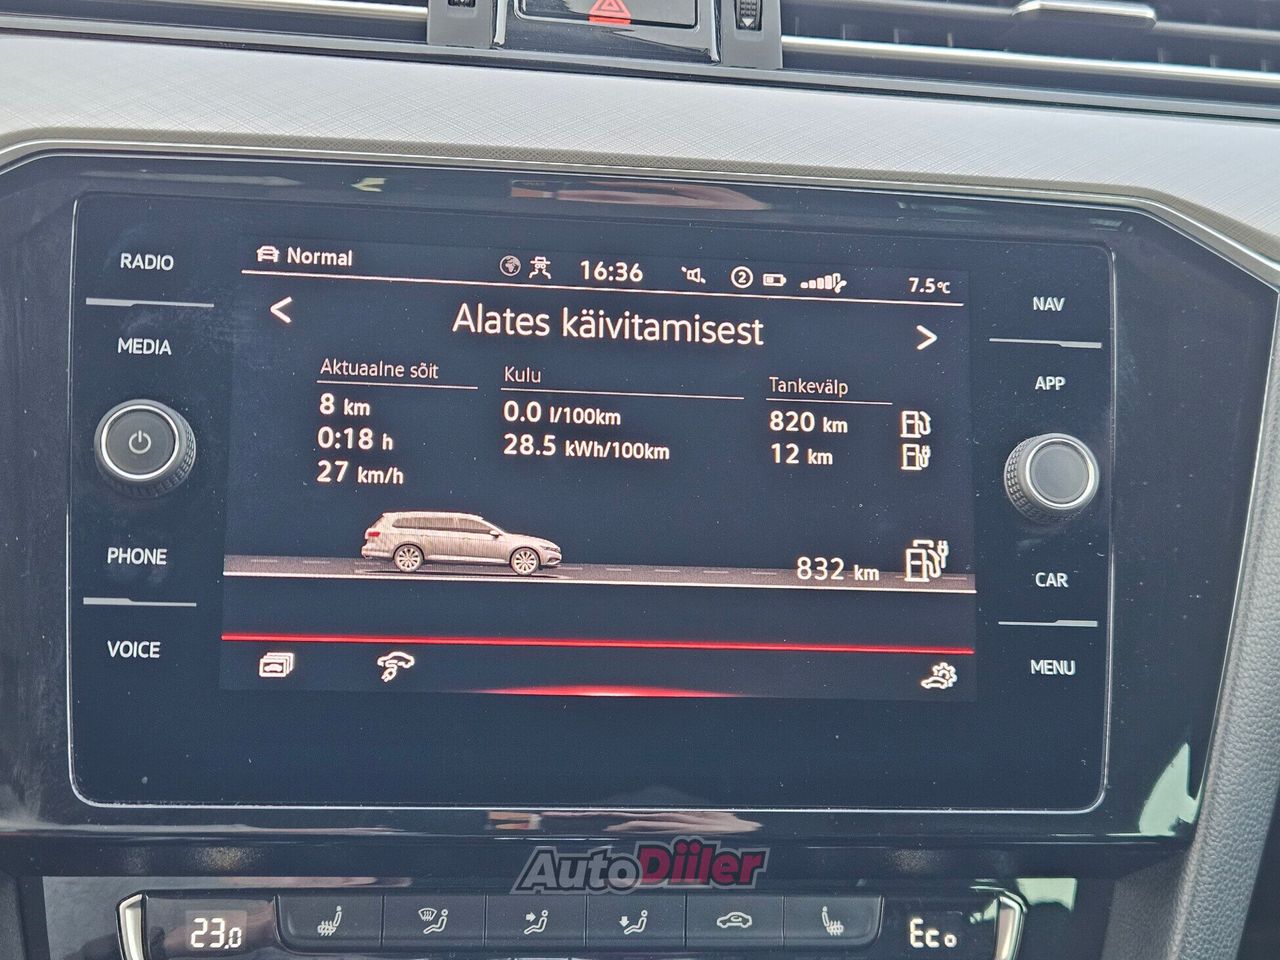 RADIO
MEDIA
PHONE
VOICE
Normal
16:36
2
7.5°C
< Alates käivitamisest >
Aktuaalne sõit
8 km
0:18 h
27 km/h
Kulu
0.0 l/100km
28.5 kWh/100km
Tankevälp
820 km
12 km
832 km
NAV
APP
CAR
MENU
AutoDiiler
23.0
Eco